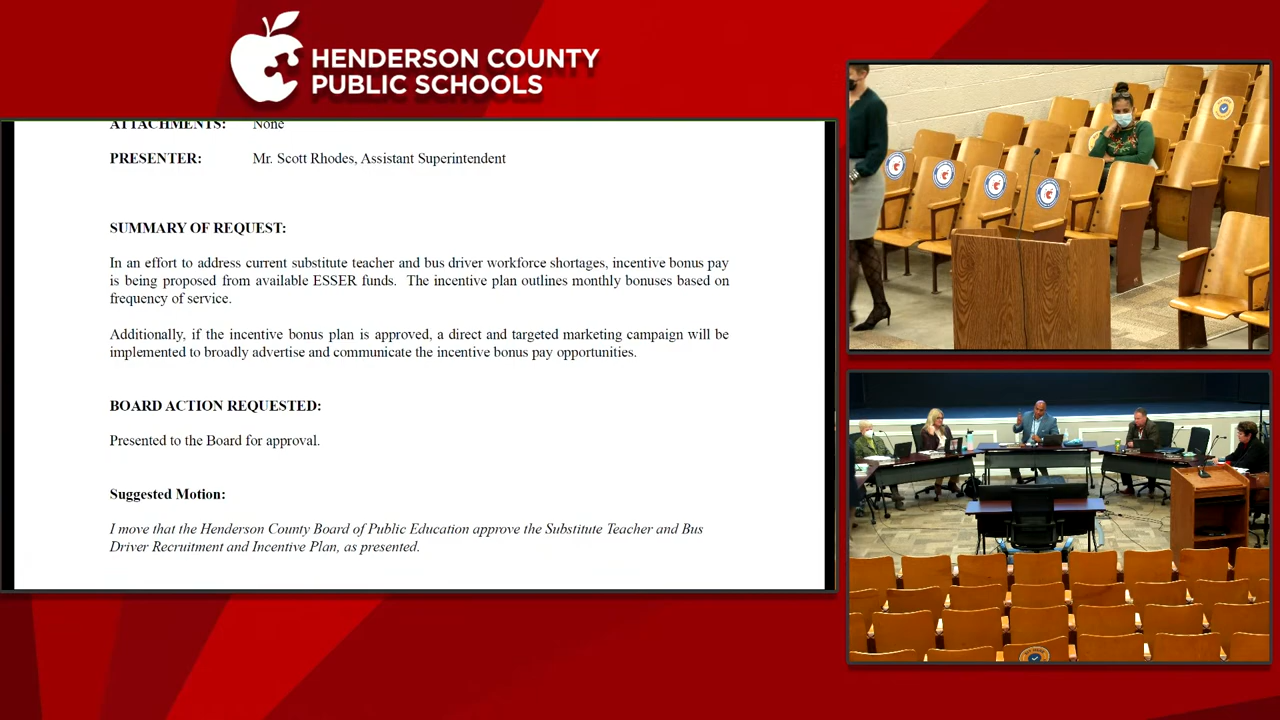 HENDERSON COUNTY
PUBLIC SCHOOLS
ATTACHMENTS: None
PRESENTER: Mr. Scott Rhodes, Assistant Superintendent
SUMMARY OF REQUEST:
In an effort to address current substitute teacher and bus driver workforce shortages, incentive bonus pay
is being proposed from available ESSER funds. The incentive plan outlines monthly bonuses based on
frequency of service.
Additionally, if the incentive bonus plan is approved, a direct and targeted marketing campaign will be
implemented to broadly advertise and communicate the incentive bonus pay opportunities.
BOARD ACTION REQUESTED:
Presented to the Board for approval.
Suggested Motion:
I move that the Henderson County Board of Public Education approve the Substitute Teacher and Bus
Driver Recruitment and Incentive Plan, as presented.